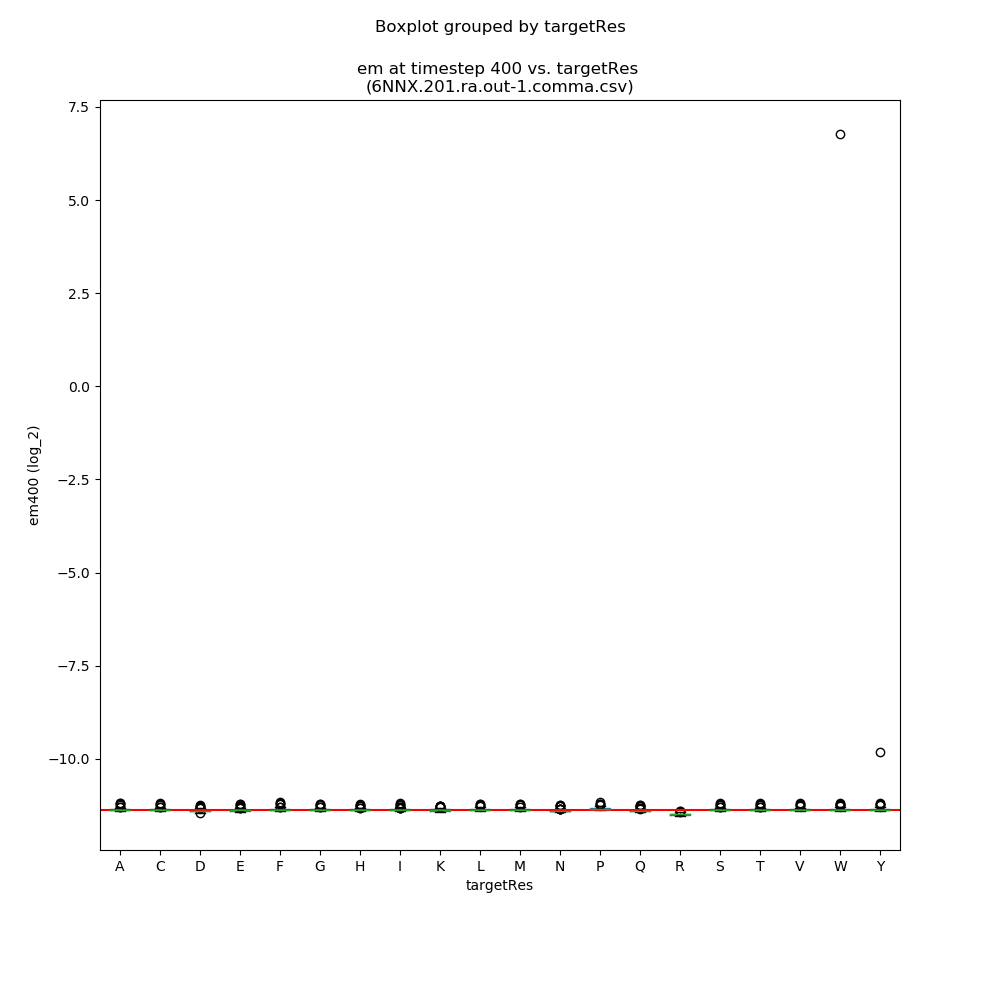 Boxplot grouped by targetRes
em at timestep 400 vs. targetRes
(6NNX.201.ra.out-1.comma.csv)
7.5
5.0
2.5
0.0
−2.5
−5.0
−7.5
−10.0
em400 (log_2)
A C D E F G H I K L M N P Q R S T V W Y
targetRes